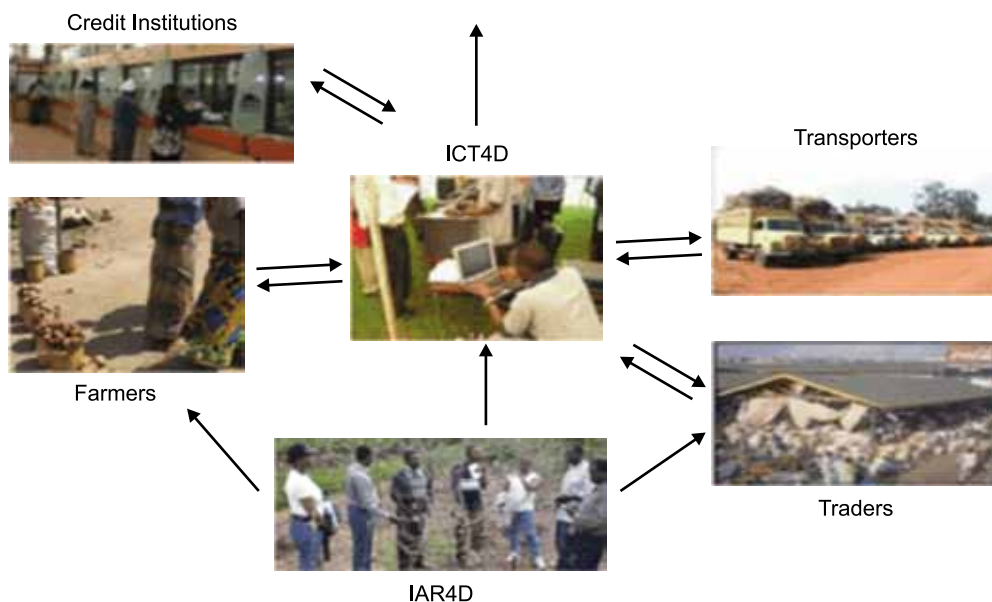 Credit Institutions
ICT4D
Transporters
Farmers
Traders
IAR4D